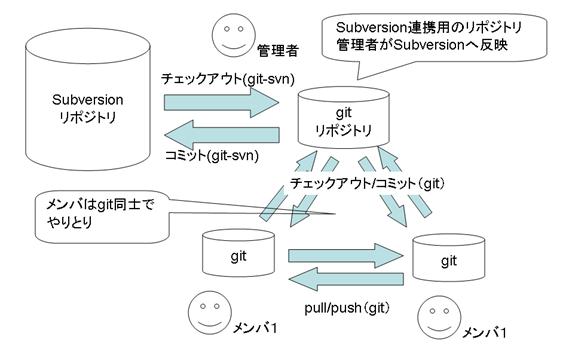 Subversion連携用のリポジトリ
管理者がSubversionへ反映
管理者
チェックアウト(git-svn)
Subversion
リポジトリ
git
リポジトリ
コミット(git-svn)
チェックアウト/コミット(git)
メンバはgit同士で
やりとり
git
git
pull/push(git)
メンバ1
メンバ1